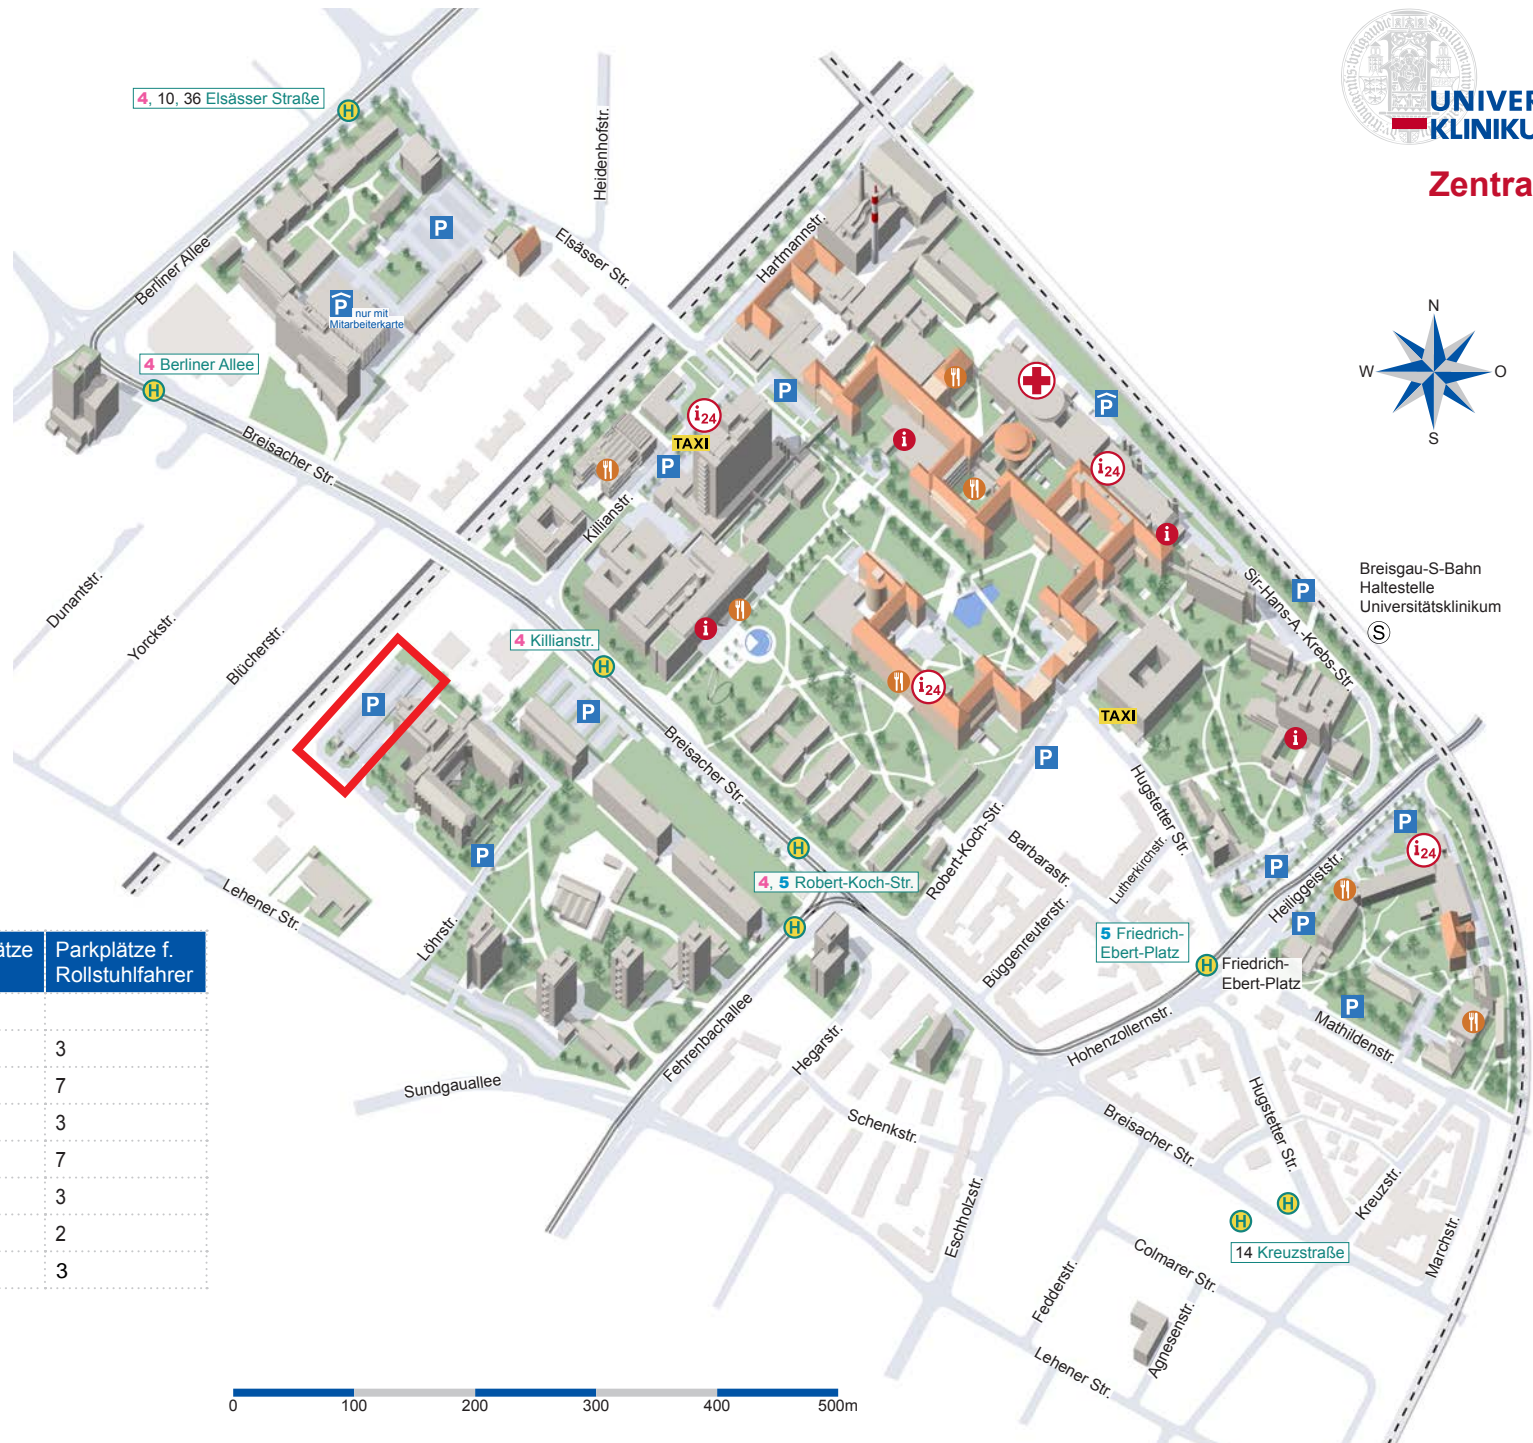 UNIVER
KLINIKU
Zentra
4, 10, 36 Elsässer Straße
H
Heidenhofstr.
Berliner Allee
P
P nur mit
Mitarbeiterkarte
Elsässer Str.
Hartmannstr.
4 Berliner Allee
H
Breisacher Str.
N
W
O
S
P
P
i24
TAXI
P
i
i24
i
Killianstr.
Dunantstr.
Yorckstr.
Blücherstr.
Sir-Hans-A.-Krebs-Str.
P
Breisgau-S-Bahn
Haltestelle
Universitätsklinikum
S
4 Killianstr.
H
i
i24
P
P
TAXI
i
P
Breisacher Str.
Hugstetter Str.
Robert-Koch-Str.
Barbarastr.
Lutherkirchstr.
Büggenreuterstr.
P
H
4, 5 Robert-Koch-Str.
H
P
i24
P
Heiliggeiststr.
P
Lehener Str.
Löhrstr.
5 Friedrich-
Ebert-Platz
H
Friedrich-
Ebert-Platz
P
Mathildenstr.
Hohenzollernstr.
Fehrenbachallee
Hegarstr.
Sundgauallee
Schenkstr.
Breisacher Str.
Hugstetter Str.
Kreuzstr.
Marchstr.
Eschholzstr.
H
H
14 Kreuzstraße
Colmarer Str.
Fedderstr.
Agnesenstr.
Lehener Str.
ätze
Parkplätze f.
Rollstuhlfahrer
3
7
3
7
3
2
3
0 100 200 300 400 500m